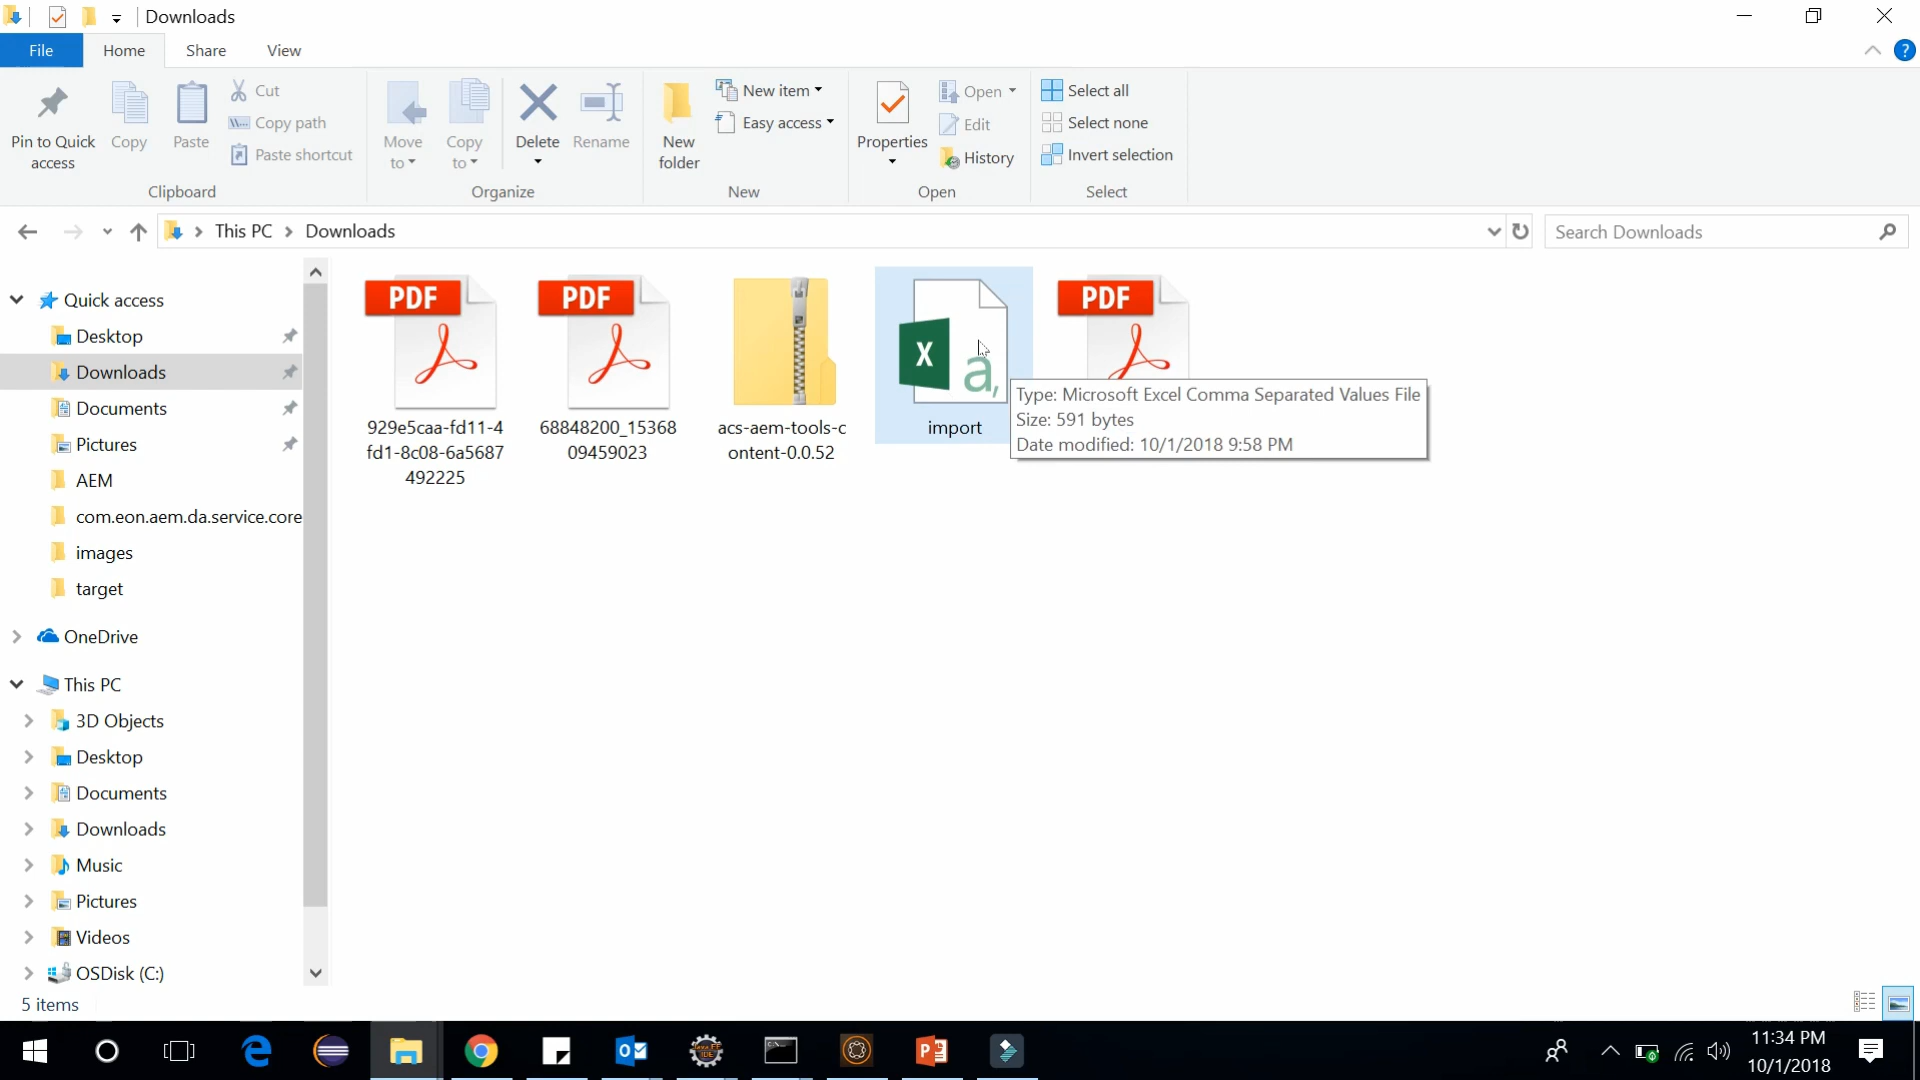 Downloads
File
Home
Share
View
Pin to Quick
access
Copy
Paste
Cut
Copy path
Paste shortcut
Clipboard
Move
to
Copy
to
Delete
Rename
Organize
New
folder
New item
Easy access
New
Properties
Open
Edit
History
Open
Select all
Select none
Invert selection
Select
This PC
Downloads
Search Downloads
Quick access
Desktop
Downloads
Documents
Pictures
AEM
com.eon.aem.da.service.core
images
target
OneDrive
This PC
3D Objects
Desktop
Documents
Downloads
Music
Pictures
Videos
OSDisk (C:)
PDF
929e5caa-fd11-4
fd1-8c08-6a5687
492225
PDF
68848200_15368
09459023
acs-aem-tools-c
ontent-0.0.52
X
a,
import
PDF
Type: Microsoft Excel Comma Separated Values File
Size: 591 bytes
Date modified: 10/1/2018 9:58 PM
5 items
11:34 PM
10/1/2018